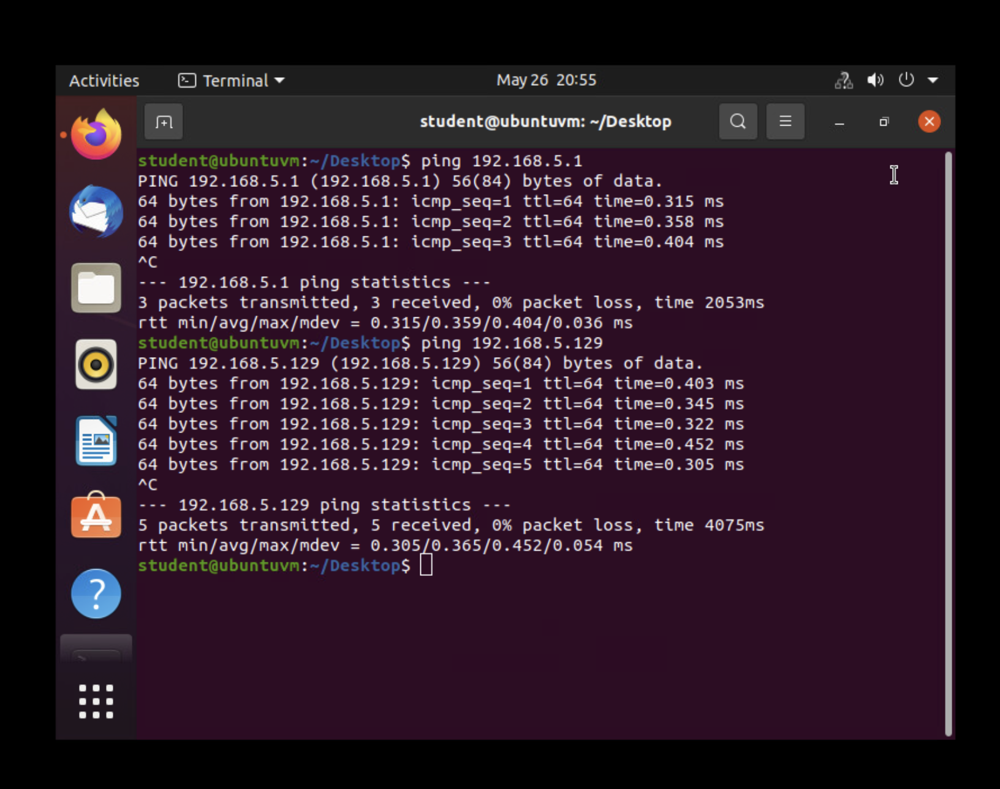 Activities Terminal May 26 20:55
student@ubuntuvm: ~/Desktop
student@ubuntuvm:~/Desktop$ ping 192.168.5.1
PING 192.168.5.1 (192.168.5.1) 56(84) bytes of data.
64 bytes from 192.168.5.1: icmp_seq=1 ttl=64 time=0.315 ms
64 bytes from 192.168.5.1: icmp_seq=2 ttl=64 time=0.358 ms
64 bytes from 192.168.5.1: icmp_seq=3 ttl=64 time=0.404 ms
^C
--- 192.168.5.1 ping statistics ---
3 packets transmitted, 3 received, 0% packet loss, time 2053ms
rtt min/avg/max/mdev = 0.315/0.359/0.404/0.036 ms
student@ubuntuvm:~/Desktop$ ping 192.168.5.129
PING 192.168.5.129 (192.168.5.129) 56(84) bytes of data.
64 bytes from 192.168.5.129: icmp_seq=1 ttl=64 time=0.403 ms
64 bytes from 192.168.5.129: icmp_seq=2 ttl=64 time=0.345 ms
64 bytes from 192.168.5.129: icmp_seq=3 ttl=64 time=0.322 ms
64 bytes from 192.168.5.129: icmp_seq=4 ttl=64 time=0.452 ms
64 bytes from 192.168.5.129: icmp_seq=5 ttl=64 time=0.305 ms
^C
--- 192.168.5.129 ping statistics ---
5 packets transmitted, 5 received, 0% packet loss, time 4075ms
rtt min/avg/max/mdev = 0.305/0.365/0.452/0.054 ms
student@ubuntuvm:~/Desktop$